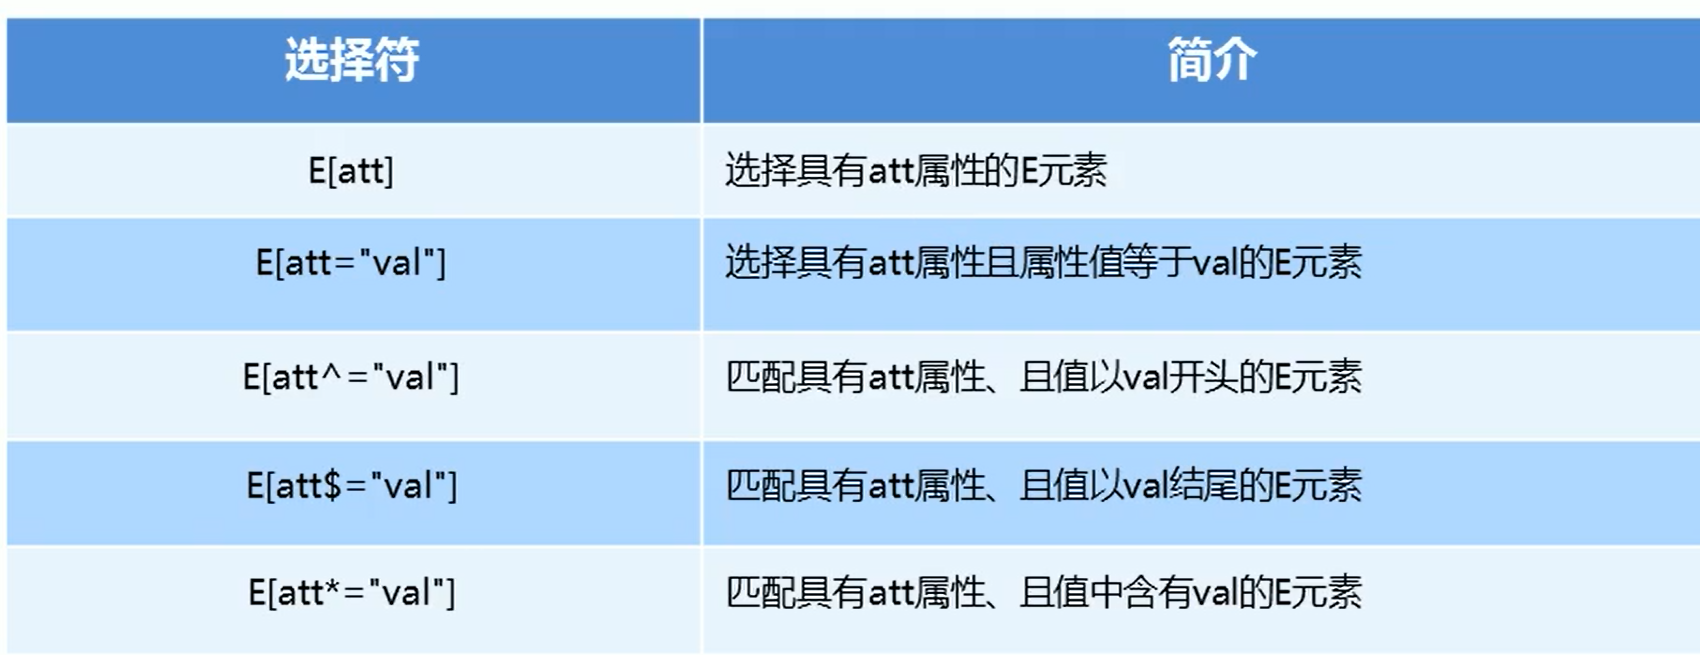 选择符
简介
E[att]
选择具有att属性的E元素
E[att="val"]
选择具有att属性且属性值等于val的E元素
E[att^="val"]
匹配具有att属性、且值以val开头的E元素
E[att$="val"]
匹配具有att属性、且值以val结尾的E元素
E[att*="val"]
匹配具有att属性、且值中含有val的E元素